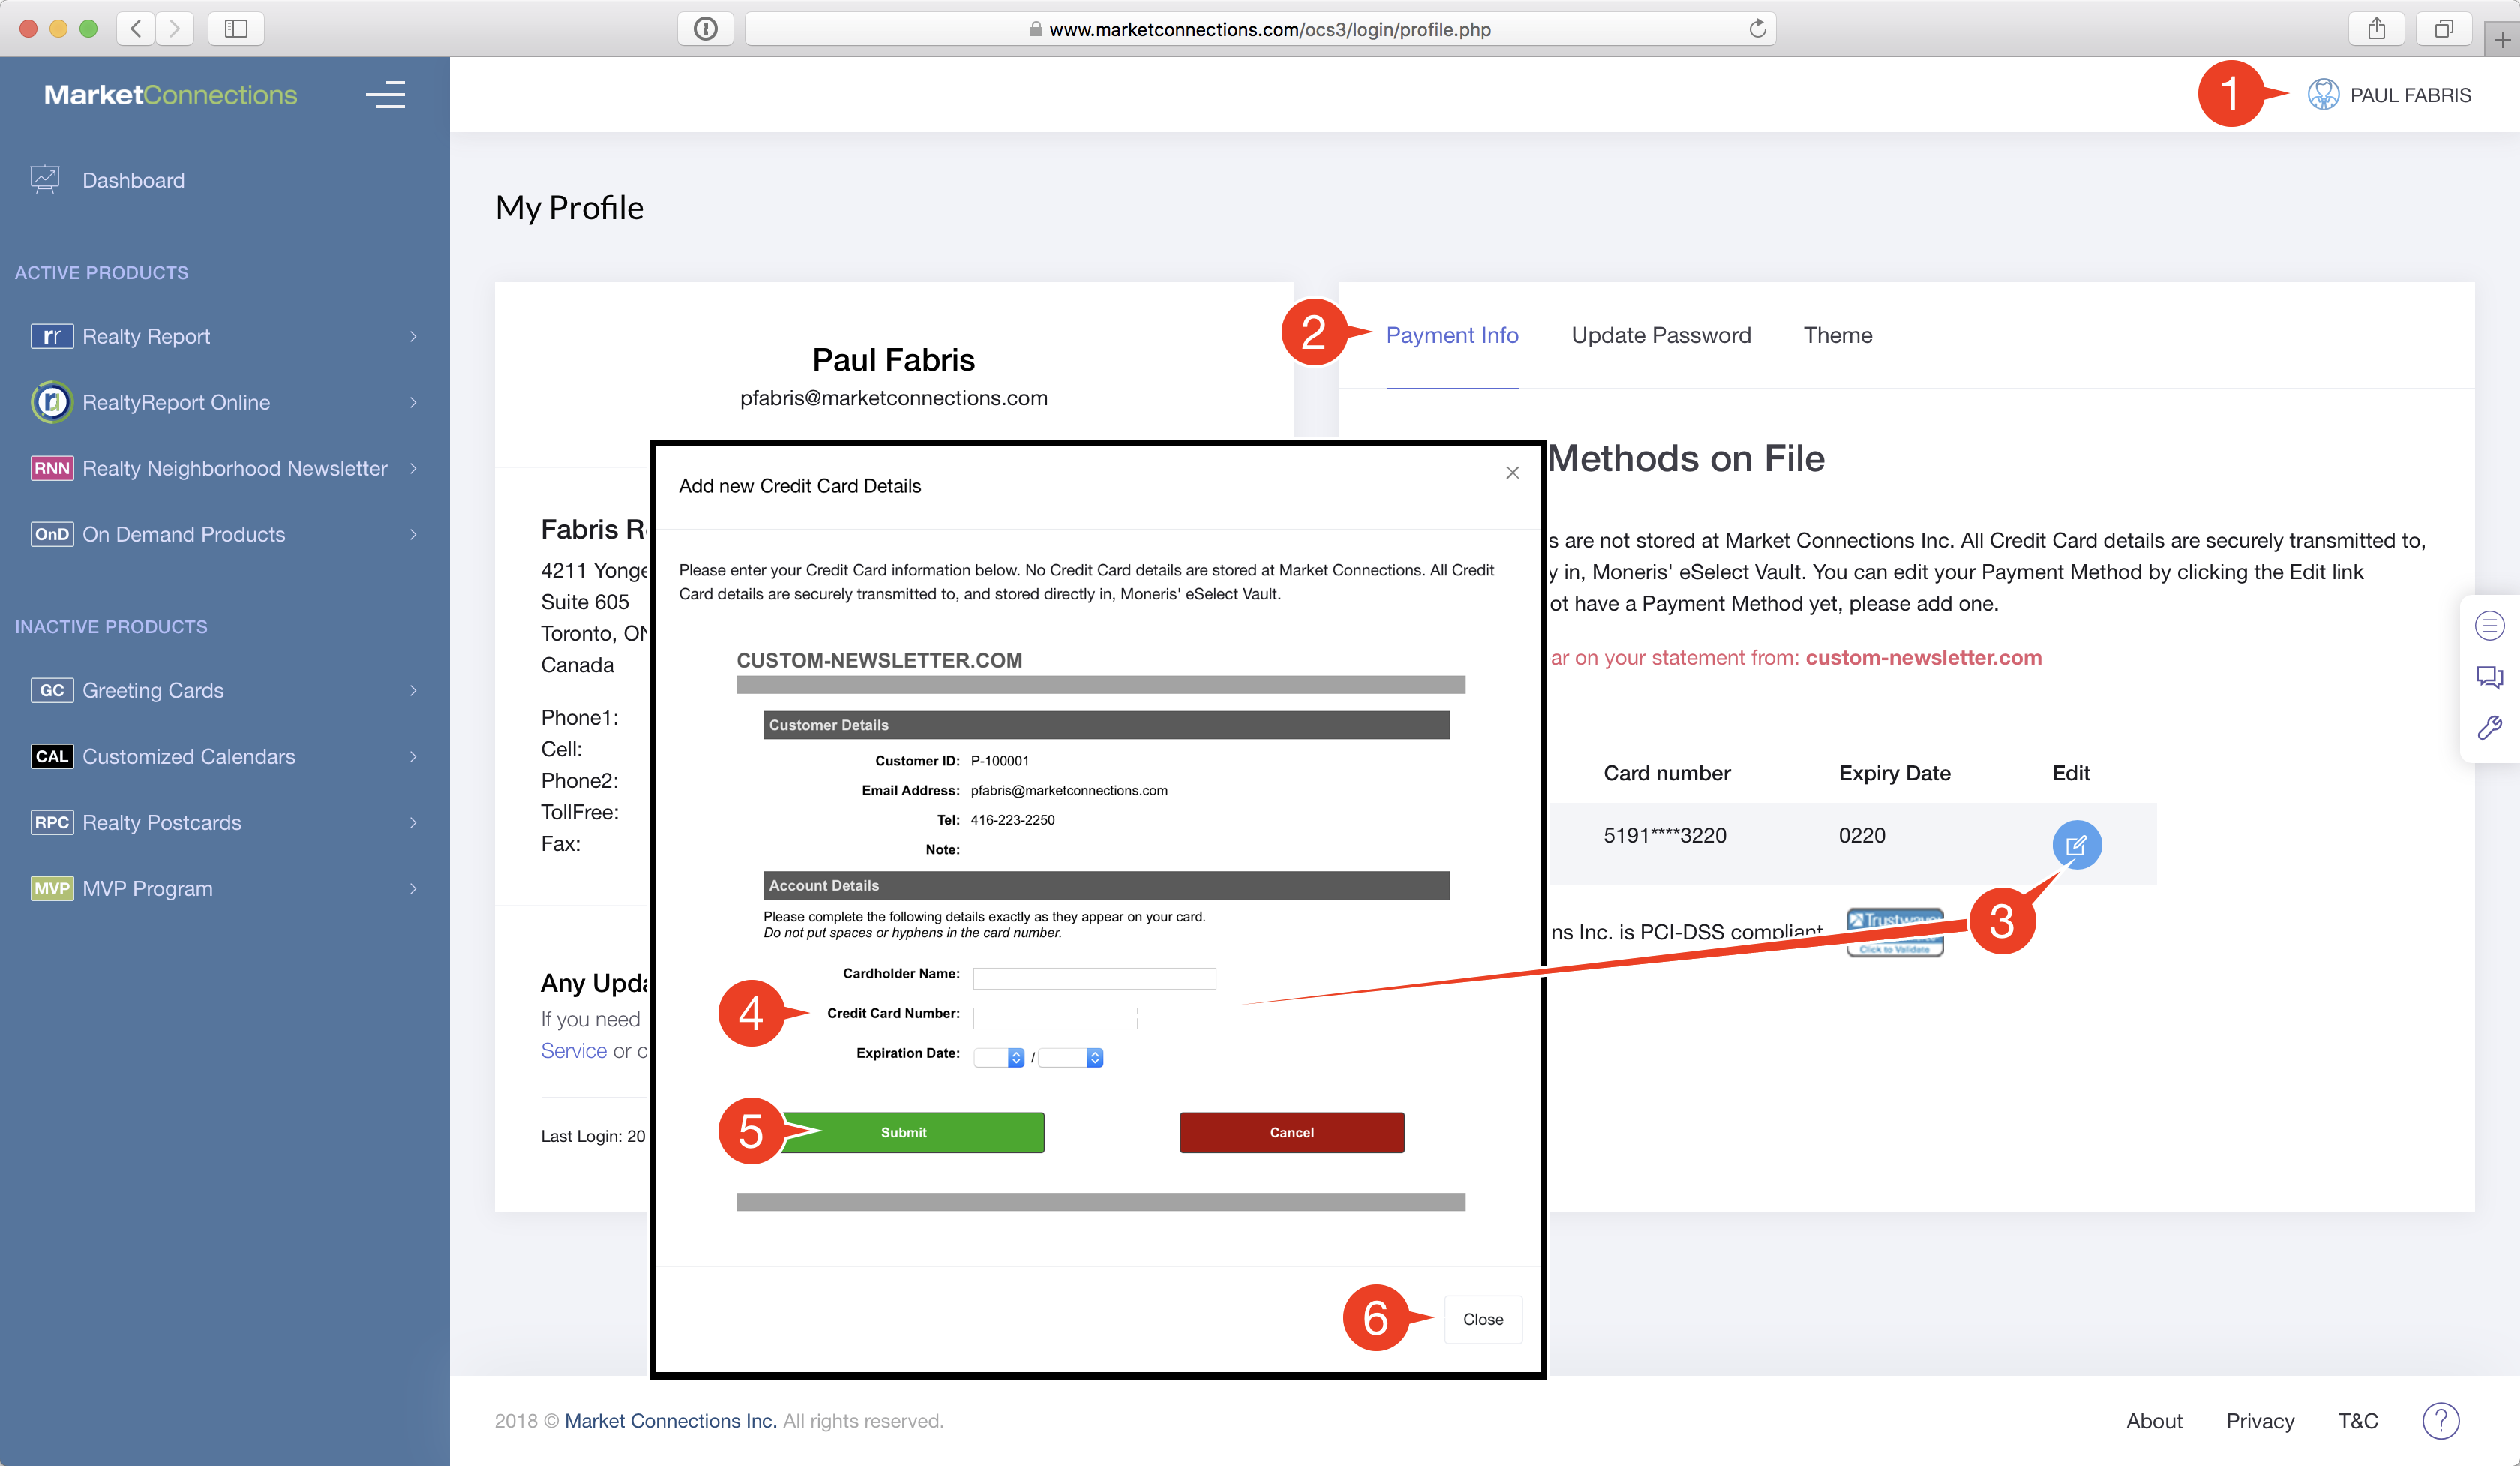 www.marketconnections.com/ocs3/login/profile.php
MarketConnections
1
PAUL FABRIS
Dashboard
My Profile
ACTIVE PRODUCTS
rr Realty Report
RealtyReport Online
RNN Realty Neighborhood Newsletter
OnD On Demand Products
INACTIVE PRODUCTS
GC Greeting Cards
CAL Customized Calendars
RPC Realty Postcards
MVP MVP Program
Paul Fabris
pfabris@marketconnections.com
Fabris R
4211 Yonge
Suite 605
Toronto, ON
Canada
Phone1:
Cell:
Phone2:
TollFree:
Fax:
Any Upda
If you need
Service or
Last Login: 20
2
Payment Info Update Password Theme
Methods on File
s are not stored at Market Connections Inc. All Credit Card details are securely transmitted to,
y in, Moneris' eSelect Vault. You can edit your Payment Method by clicking the Edit link
ot have a Payment Method yet, please add one.
ar on your statement from: custom-newsletter.com
Card number Expiry Date Edit
5191****3220 0220
3
ns Inc. is PCI-DSS compliant
Trustwave
Click to Validate
Add new Credit Card Details
Please enter your Credit Card information below. No Credit Card details are stored at Market Connections. All Credit
Card details are securely transmitted to, and stored directly in, Moneris' eSelect Vault.
CUSTOM-NEWSLETTER.COM
Customer Details
Customer ID: P-100001
Email Address: pfabris@marketconnections.com
Tel: 416-223-2250
Note:
Account Details
Please complete the following details exactly as they appear on your card.
Do not put spaces or hyphens in the card number.
Cardholder Name:
4
Credit Card Number:
Expiration Date: /
5
Submit Cancel
6
Close
2018 © Market Connections Inc. All rights reserved.
About Privacy T&C ?